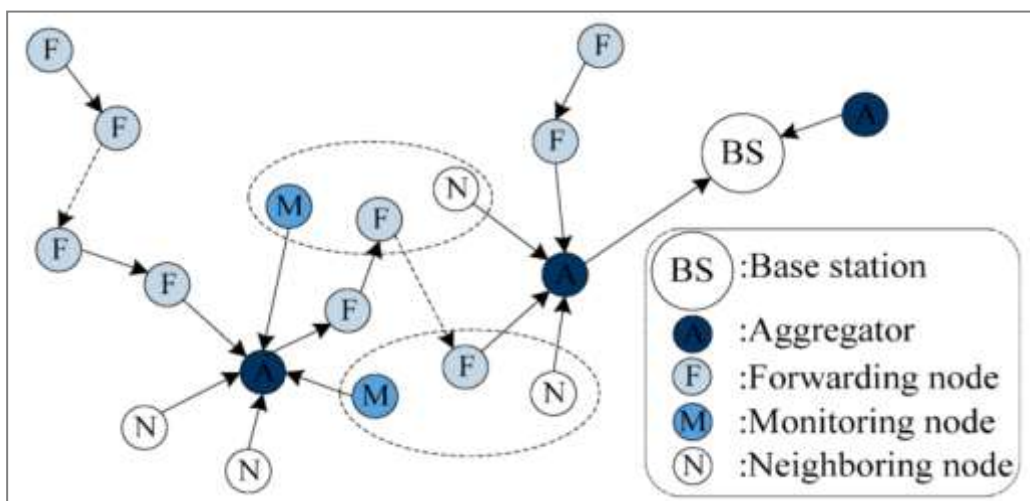 F
F
F
F
A
BS
F
M
F
N
F
F
A
F
A
M
N
N
N
BS :Base station
A :Aggregator
F :Forwarding node
M :Monitoring node
N :Neighboring node